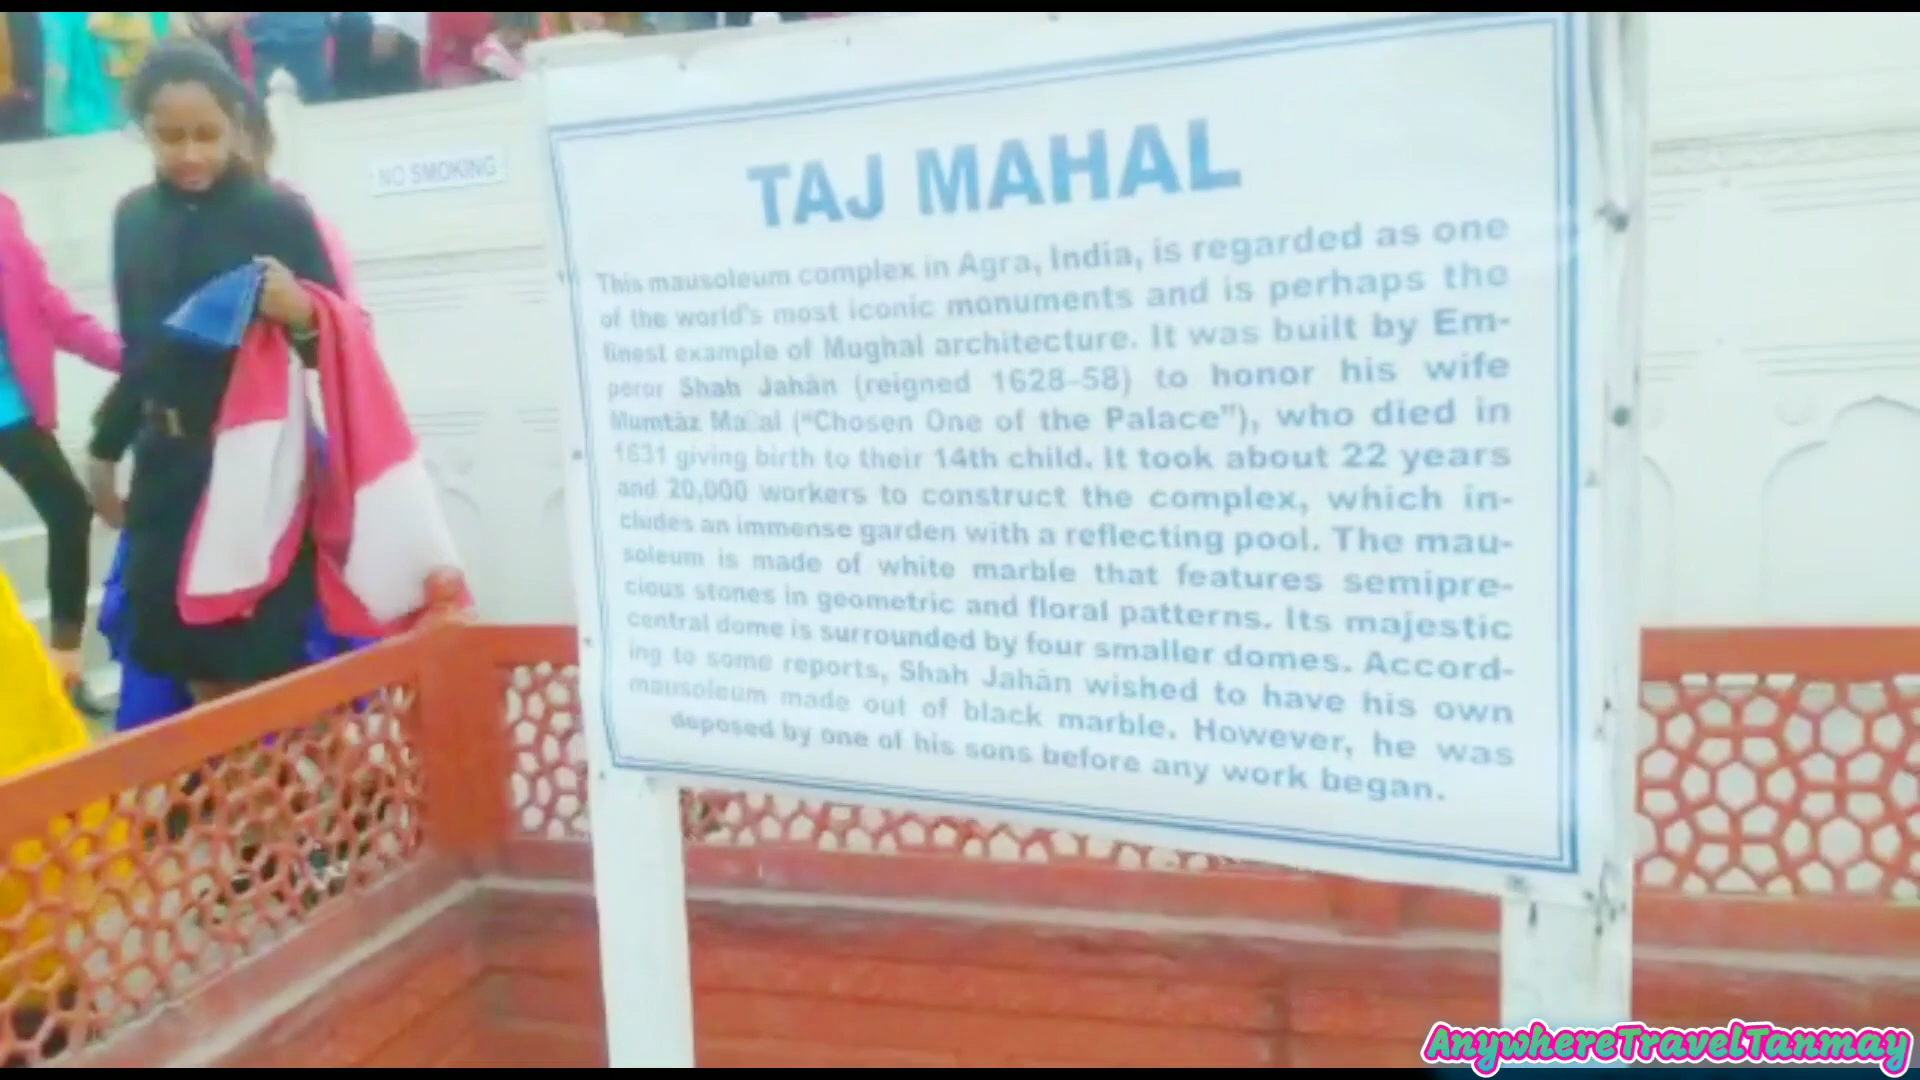 NO SMOKING
TAJ MAHAL
This mausoleum complex in Agra, India, is regarded as one
of the world's most iconic monuments and is perhaps the
finest example of Mughal architecture. It was built by Em-
peror Shah Jahān (reigned 1628–58) to honor his wife
Mumtāz Ma□al ("Chosen One of the Palace"), who died in
1631 giving birth to their 14th child. It took about 22 years
and 20,000 workers to construct the complex, which in-
cludes an immense garden with a reflecting pool. The mau-
soleum is made of white marble that features semipre-
cious stones in geometric and floral patterns. Its majestic
central dome is surrounded by four smaller domes. Accord-
ing to some reports, Shah Jahān wished to have his own
mausoleum made out of black marble. However, he was
deposed by one of his sons before any work began.
AnywhereTravelTanmay